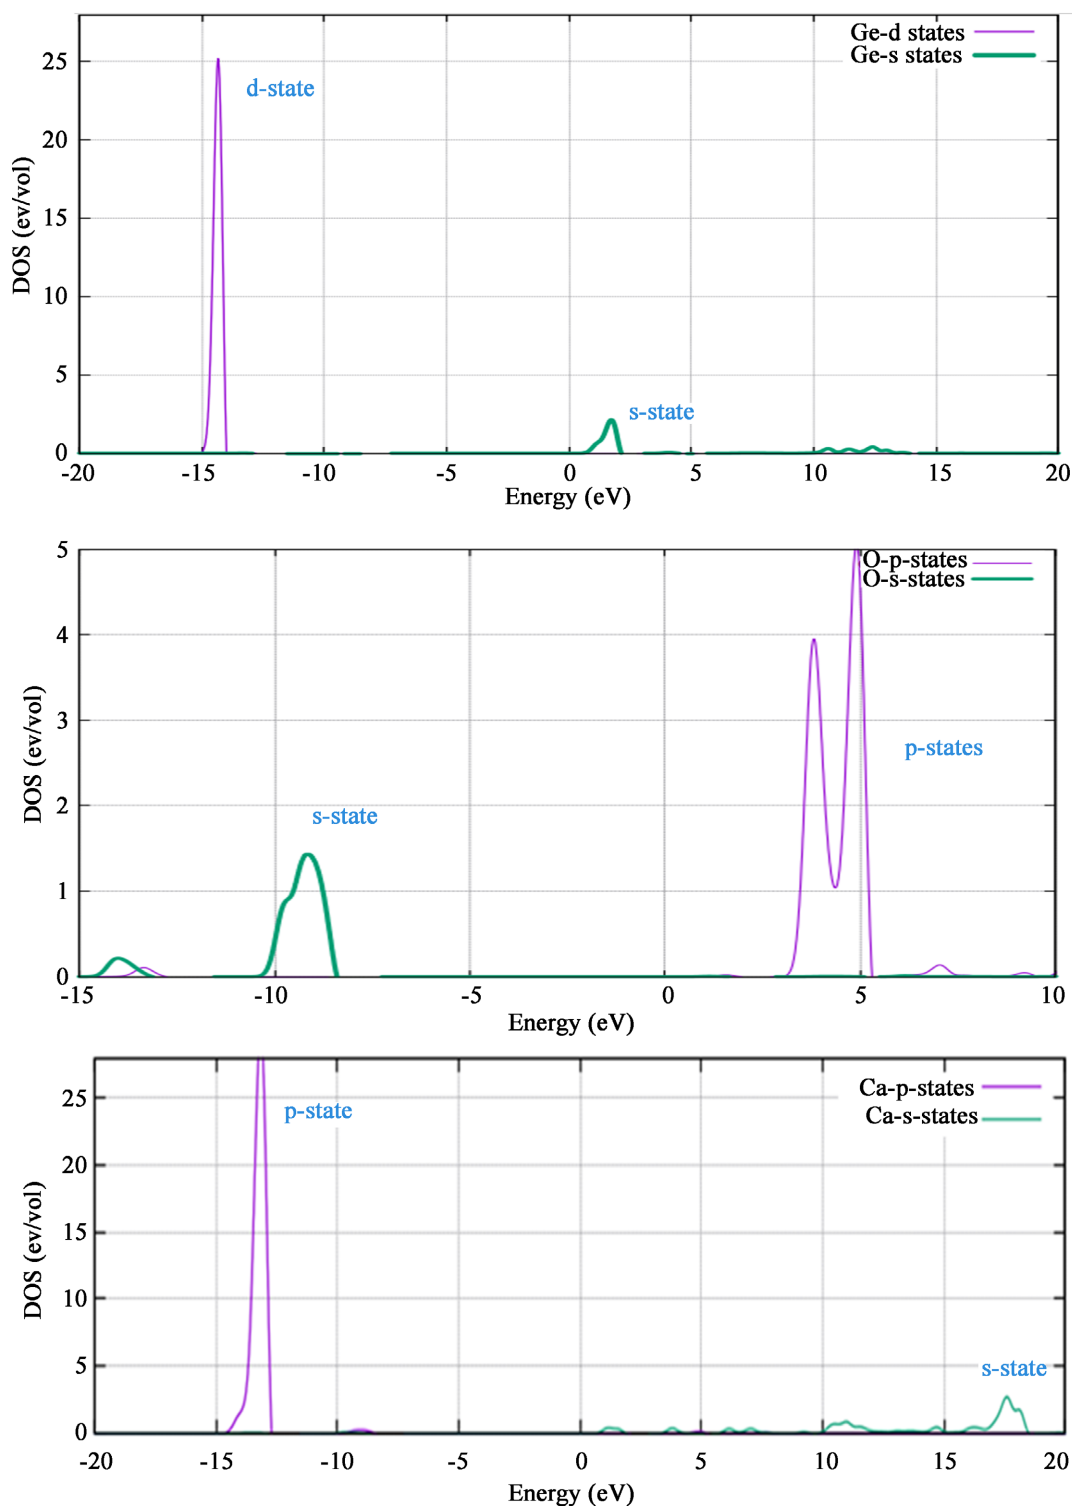 Ge-d states
Ge-s states
d-state
s-state
DOS (ev/vol)
25
20
15
10
5
0
-20 -15 -10 -5 0 5 10 15 20
Energy (eV)
O-p-states
O-s-states
p-states
s-state
DOS (ev/vol)
5
4
3
2
1
0
-15 -10 -5 0 5 10
Energy (eV)
Ca-p-states
Ca-s-states
p-state
s-state
DOS (ev/vol)
25
20
15
10
5
0
-20 -15 -10 -5 0 5 10 15 20
Energy (eV)